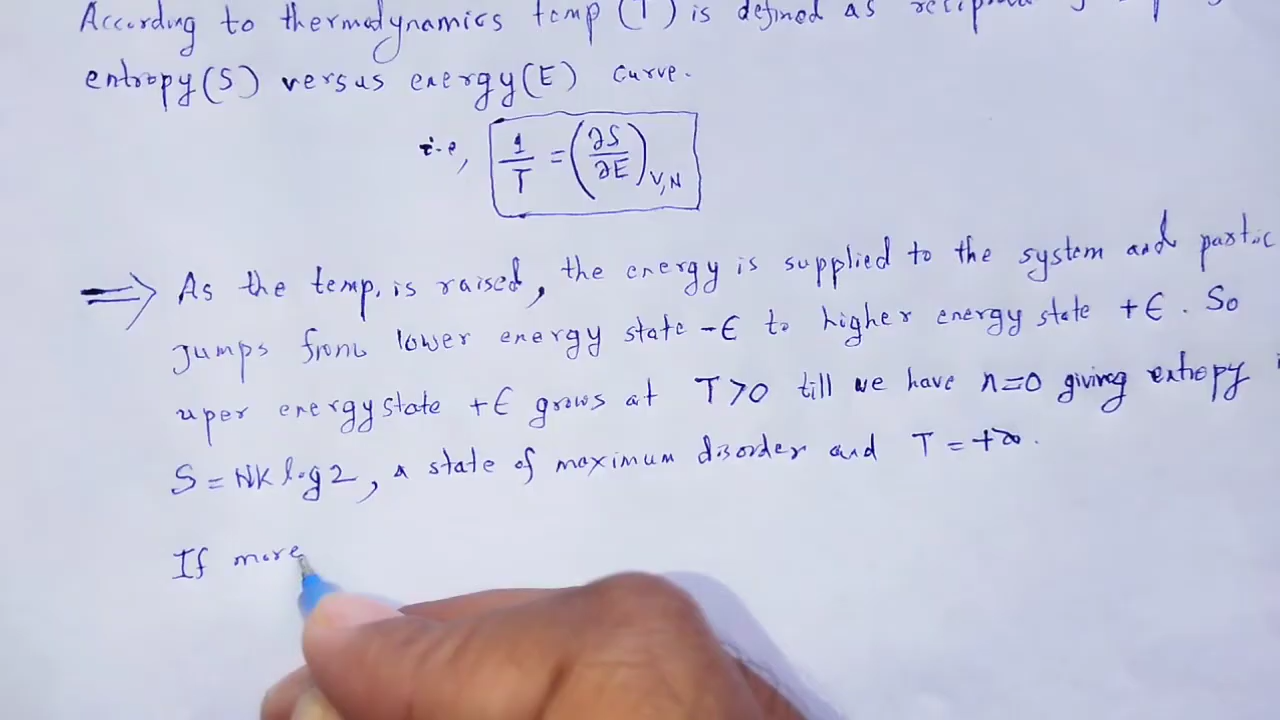 According to thermodynamics temp (T) is defined as
entropy(S) versus energy(E) curve.
i-e, 1/T = (∂S/∂E)V,N
⇒ As the temp. is raised, the energy is supplied to the system and partic
Jumps from lower energy state -E to higher energy state +E. So
uper energy state +E grows at T>0 till we have n=0 giving entropy
S = NK log 2, a state of maximum disorder and T = +∞.
If more